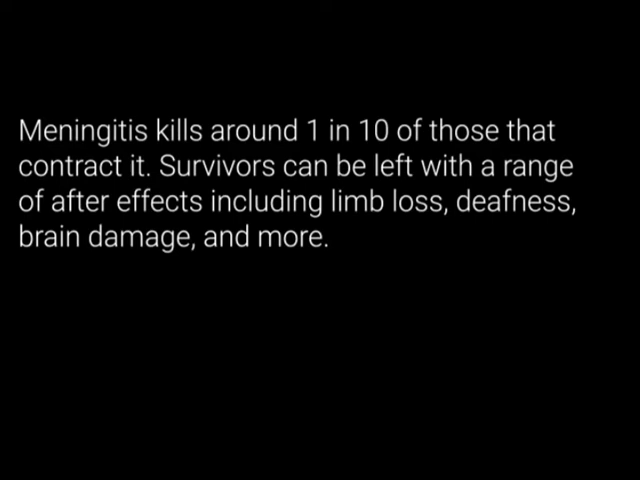 Meningitis kills around 1 in 10 of those that
contract it. Survivors can be left with a range
of after effects including limb loss, deafness,
brain damage, and more.